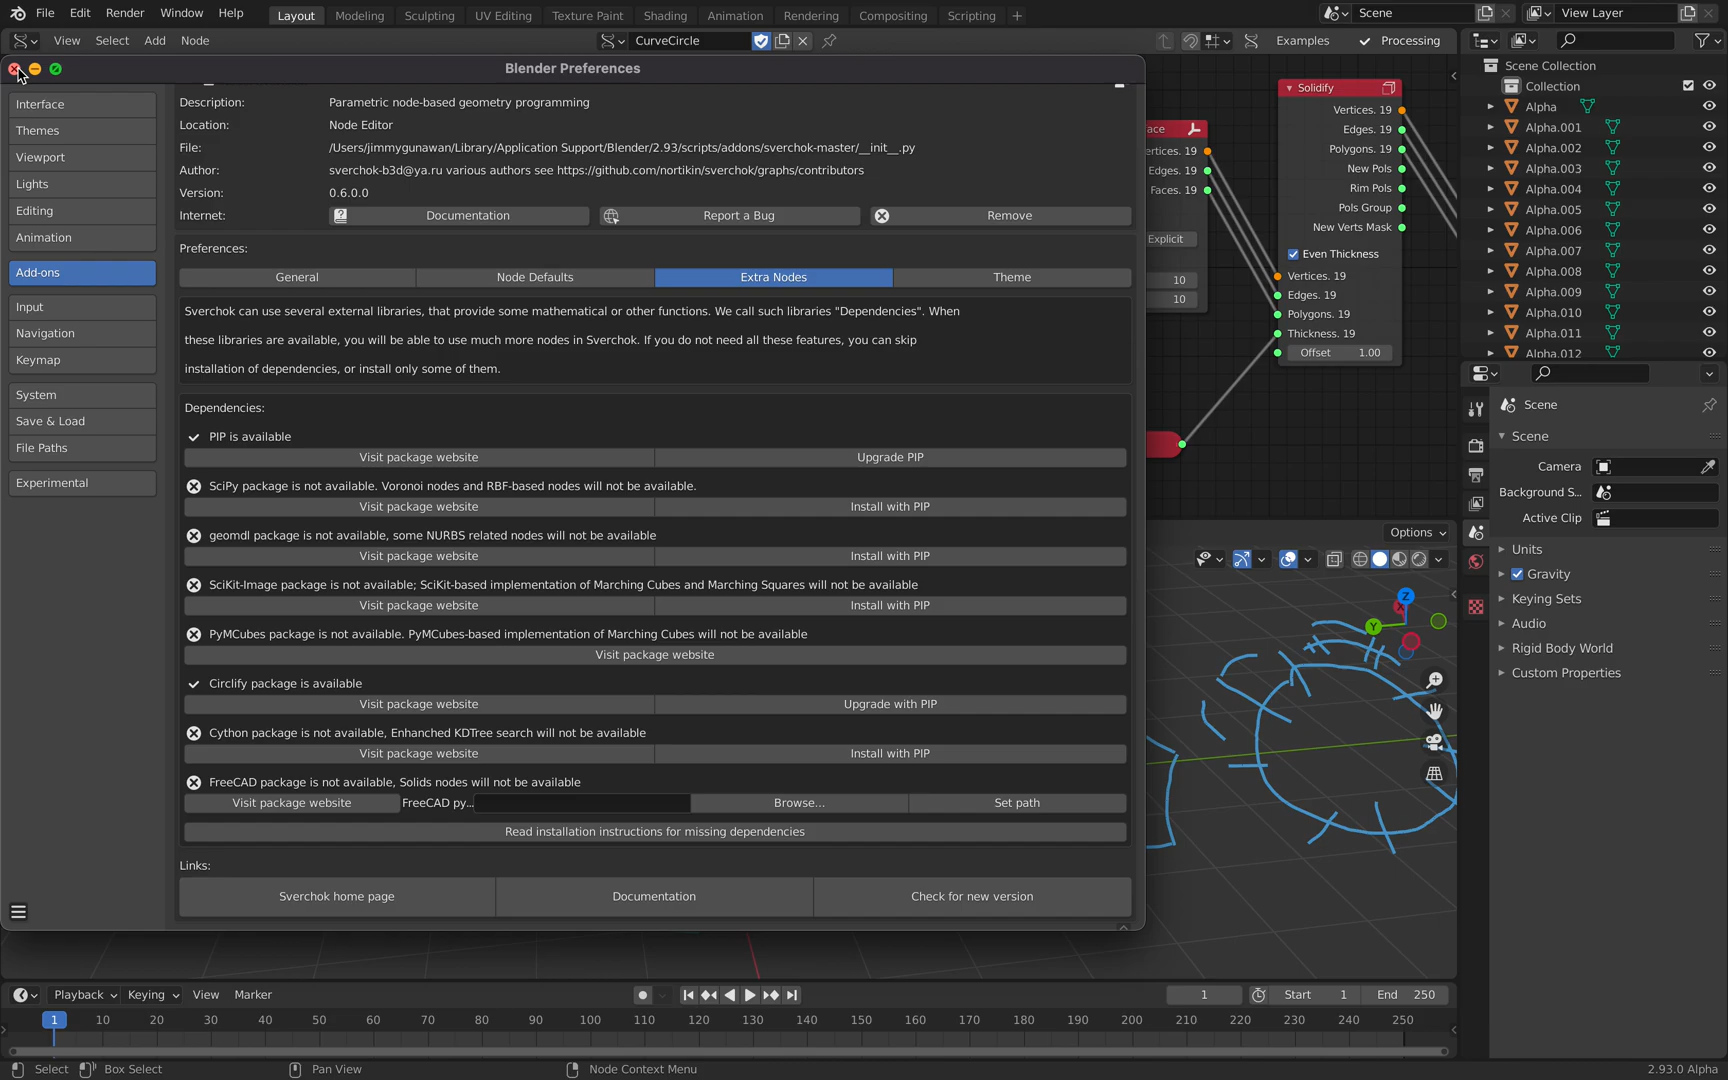 File Edit Render Window Help Layout Modeling Sculpting UV Editing Texture Paint Shading Animation Rendering Compositing Scripting + Scene View Layer
View Select Add Node CurveCircle Examples Processing
Blender Preferences
Interface
Themes
Viewport
Lights
Editing
Animation
Add-ons
Input
Navigation
Keymap
System
Save & Load
File Paths
Experimental
Description: Parametric node-based geometry programming
Location: Node Editor
File: /Users/jimmygunawan/Library/Application Support/Blender/2.93/scripts/addons/sverchok-master/__init__.py
Author: sverchok-b3d@ya.ru various authors see https://github.com/nortikin/sverchok/graphs/contributors
Version: 0.6.0.0
Internet: Documentation Report a Bug Remove
Preferences:
General Node Defaults Extra Nodes Theme
Sverchok can use several external libraries, that provide some mathematical or other functions. We call such libraries "Dependencies". When
these libraries are available, you will be able to use much more nodes in Sverchok. If you do not need all these features, you can skip
installation of dependencies, or install only some of them.
Dependencies:
PIP is available
Visit package website Upgrade PIP
SciPy package is not available. Voronoi nodes and RBF-based nodes will not be available.
Visit package website Install with PIP
geomdl package is not available, some NURBS related nodes will not be available
Visit package website Install with PIP
SciKit-Image package is not available; SciKit-based implementation of Marching Cubes and Marching Squares will not be available
Visit package website Install with PIP
PyMCubes package is not available. PyMCubes-based implementation of Marching Cubes will not be available
Visit package website
Circlify package is available
Visit package website Upgrade with PIP
Cython package is not available, Enhanched KDTree search will not be available
Visit package website Install with PIP
FreeCAD package is not available, Solids nodes will not be available
Visit package website FreeCAD py... Browse... Set path
Read installation instructions for missing dependencies
Links:
Sverchok home page Documentation Check for new version
ace
ertices. 19
Edges. 19
Faces. 19
Explicit
10
10
Solidify
Vertices. 19
Edges. 19
Polygons. 19
New Pols
Rim Pols
Pols Group
New Verts Mask
Even Thickness
Vertices. 19
Edges. 19
Polygons. 19
Thickness. 19
Offset 1.00
Options
Z
X
Y
Scene Collection
Collection
Alpha
Alpha.001
Alpha.002
Alpha.003
Alpha.004
Alpha.005
Alpha.006
Alpha.007
Alpha.008
Alpha.009
Alpha.010
Alpha.011
Alpha.012
Scene
Scene
Camera
Background S...
Active Clip
Units
Gravity
Keying Sets
Audio
Rigid Body World
Custom Properties
Playback Keying View Marker 1 Start 1 End 250
1 10 20 30 40 50 60 70 80 90 100 110 120 130 140 150 160 170 180 190 200 210 220 230 240 250
Select Box Select Pan View Node Context Menu 2.93.0 Alpha